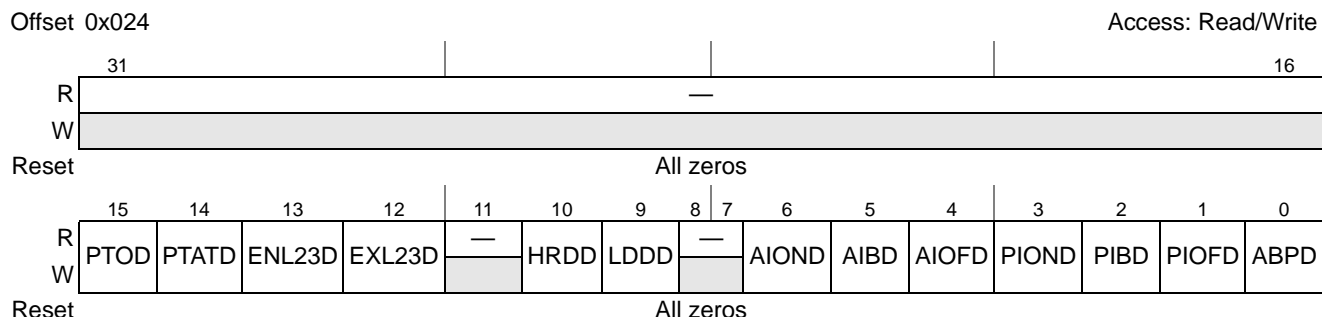 Offset 0x024 Access: Read/Write
31 16
R —
W
Reset All zeros
15 14 13 12 11 10 9 8 7 6 5 4 3 2 1 0
R PTOD PTATD ENL23D EXL23D — HRDD LDDD — AIOND AIBD AIOFD PIOND PIBD PIOFD ABPD
W
Reset All zeros